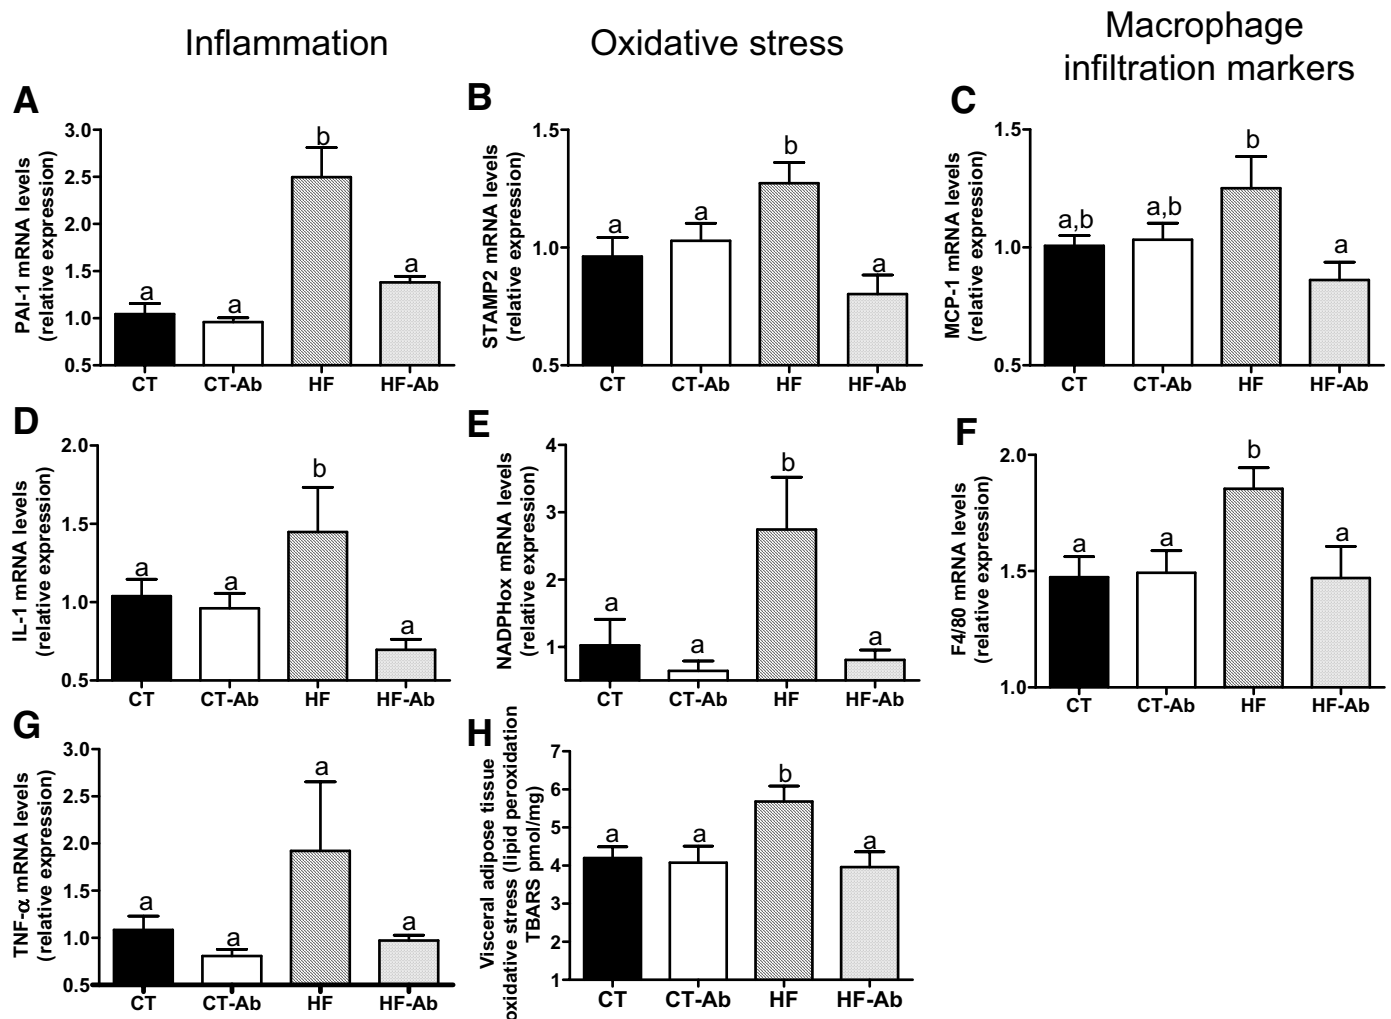 Inflammation
Oxidative stress
Macrophage
infiltration markers
A
PAI-1 mRNA levels
(relative expression)
3.0
2.5
2.0
1.5
1.0
0.5
a
a
b
a
CT
CT-Ab
HF
HF-Ab
B
STAMP2 mRNA levels
(relative expression)
1.5
1.0
0.5
a
a
b
a
CT
CT-Ab
HF
HF-Ab
C
MCP-1 mRNA levels
(relative expression)
1.5
1.0
0.5
a,b
a,b
b
a
CT
CT-Ab
HF
HF-Ab
D
IL-1 mRNA levels
(relative expression)
2.0
1.5
1.0
0.5
a
a
b
a
CT
CT-Ab
HF
HF-Ab
E
NADPHox mRNA levels
(relative expression)
4
3
2
1
a
a
b
a
CT
CT-Ab
HF
HF-Ab
F
F4/80 mRNA levels
(relative expression)
2.0
1.5
1.0
a
a
b
a
CT
CT-Ab
HF
HF-Ab
G
TNF-α mRNA levels
(relative expression)
3.0
2.5
2.0
1.5
1.0
0.5
a
a
a
a
CT
CT-Ab
HF
HF-Ab
H
Visceral adipose tissue
oxidative stress (lipid peroxidation
TBARS pmol/mg)
7
6
5
4
3
2
1
a
a
b
a
CT
CT-Ab
HF
HF-Ab